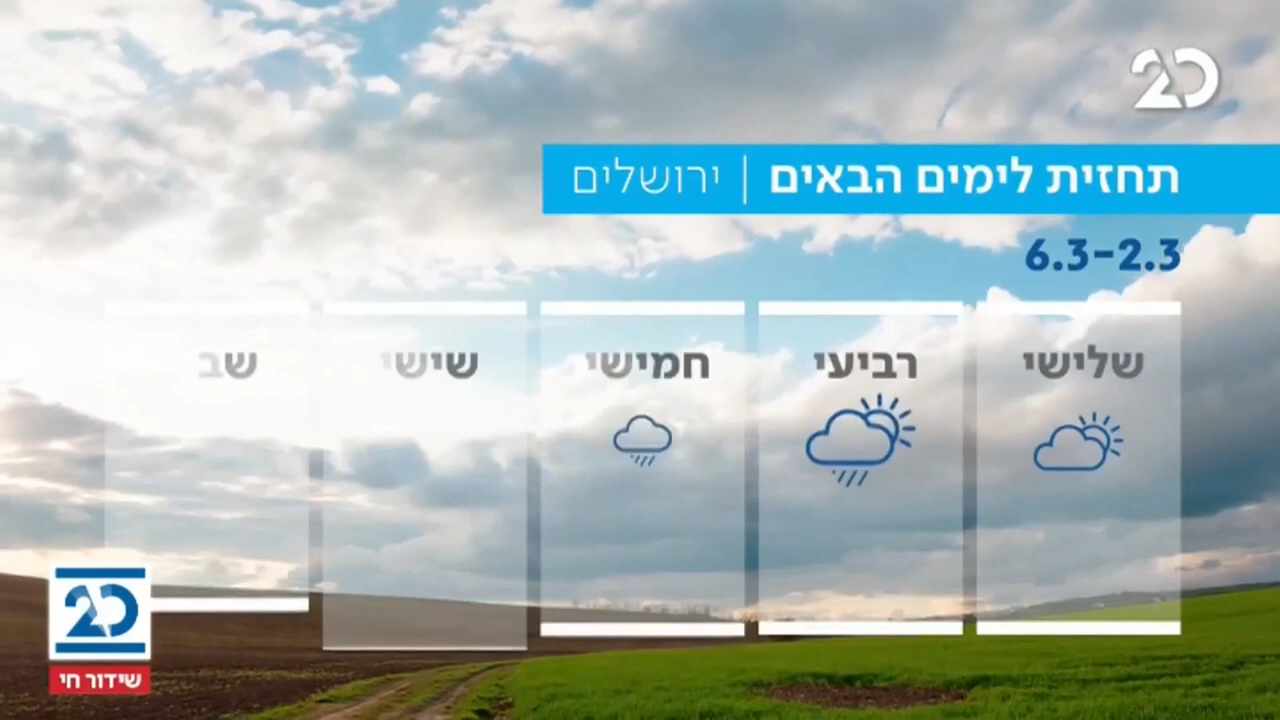 20
תחזית לימים הבאים | ירושלים
6.3-2.3
שלישי רביעי חמישי שישי שב
20
שידור חי